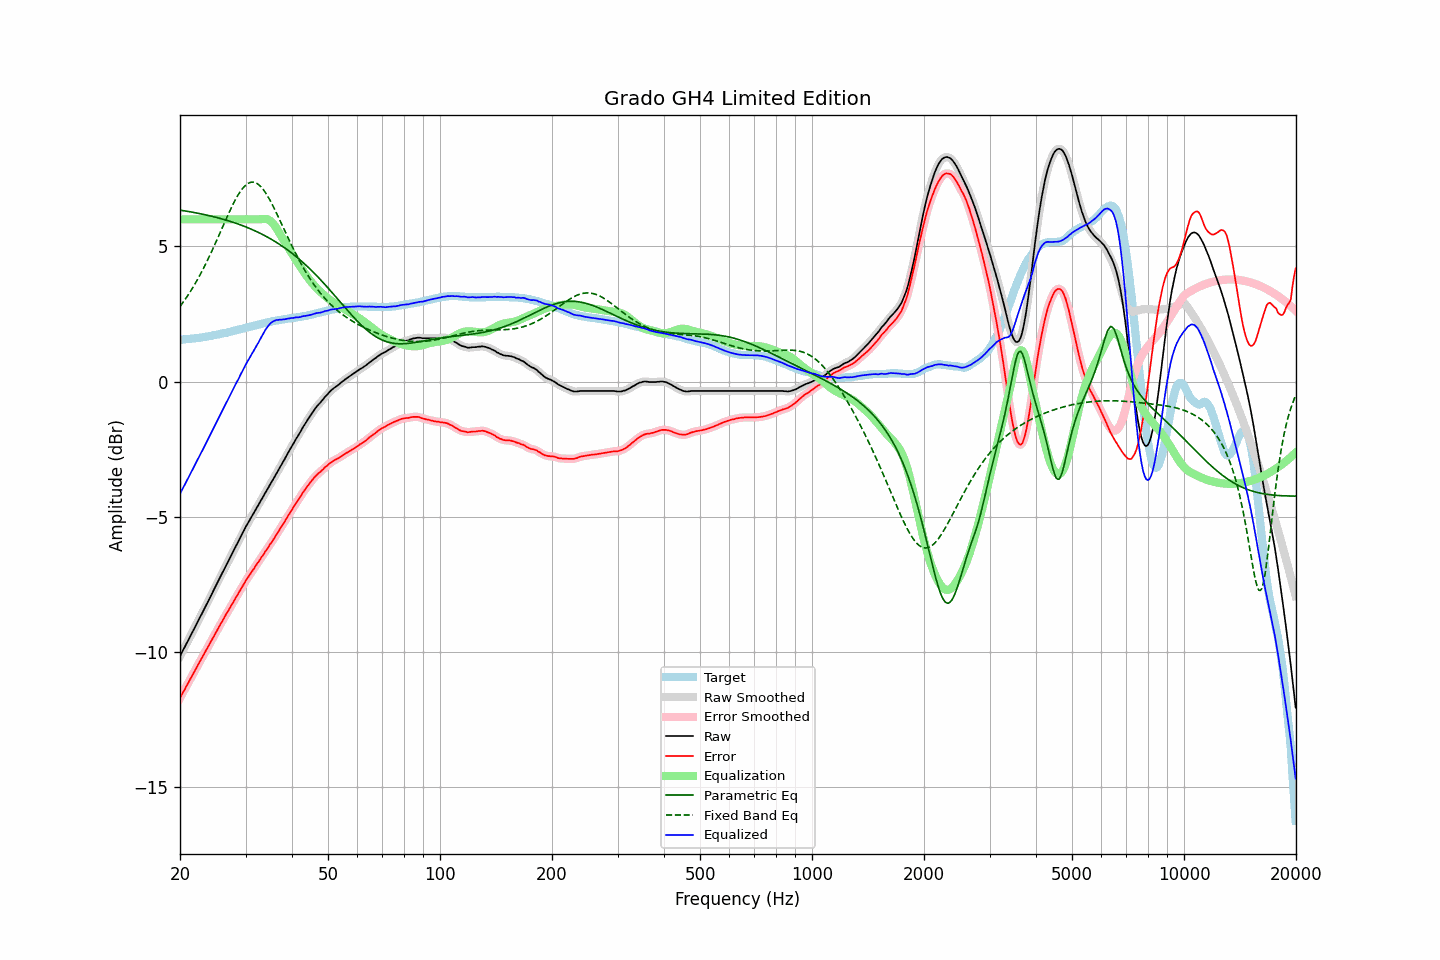 Grado GH4 Limited Edition
Amplitude (dBr)
5
0
−5
−10
−15
Target
Raw Smoothed
Error Smoothed
Raw
Error
Equalization
Parametric Eq
Fixed Band Eq
Equalized
20 50 100 200 500 1000 2000 5000 10000 20000
Frequency (Hz)